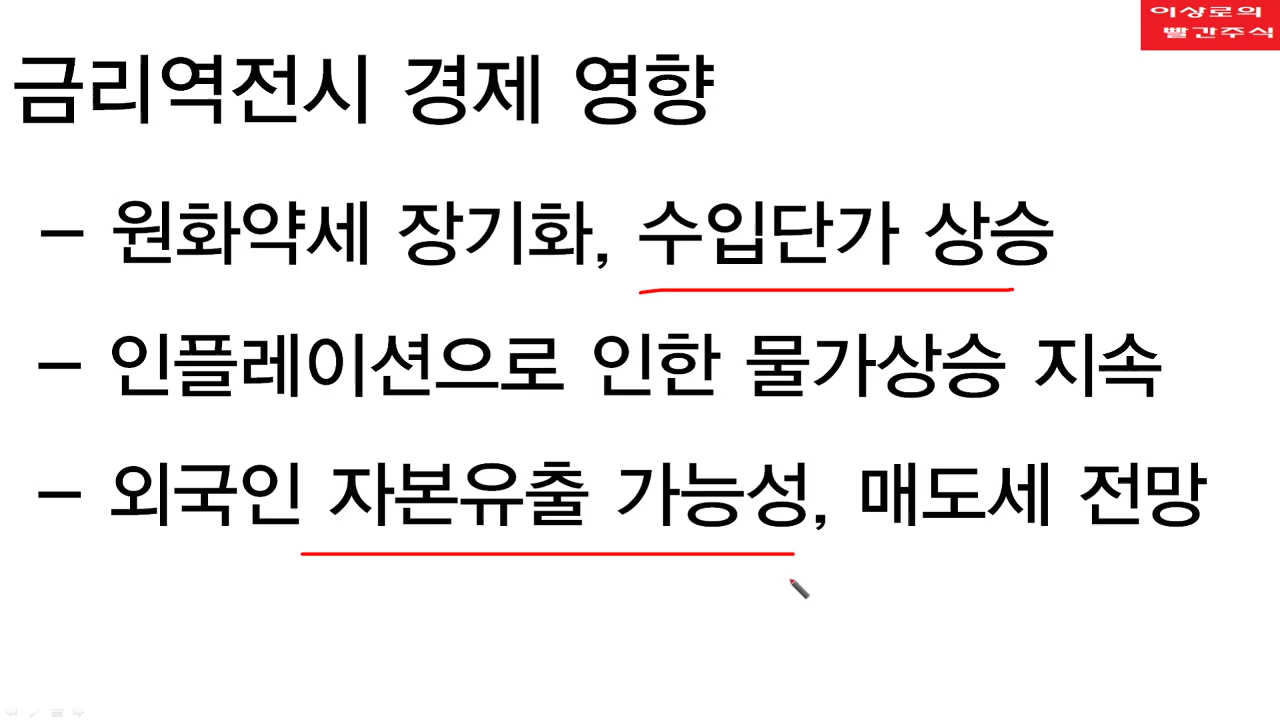 이상로의
빨간주식
금리역전시 경제 영향
- 원화약세 장기화, 수입단가 상승
- 인플레이션으로 인한 물가상승 지속
- 외국인 자본유출 가능성, 매도세 전망